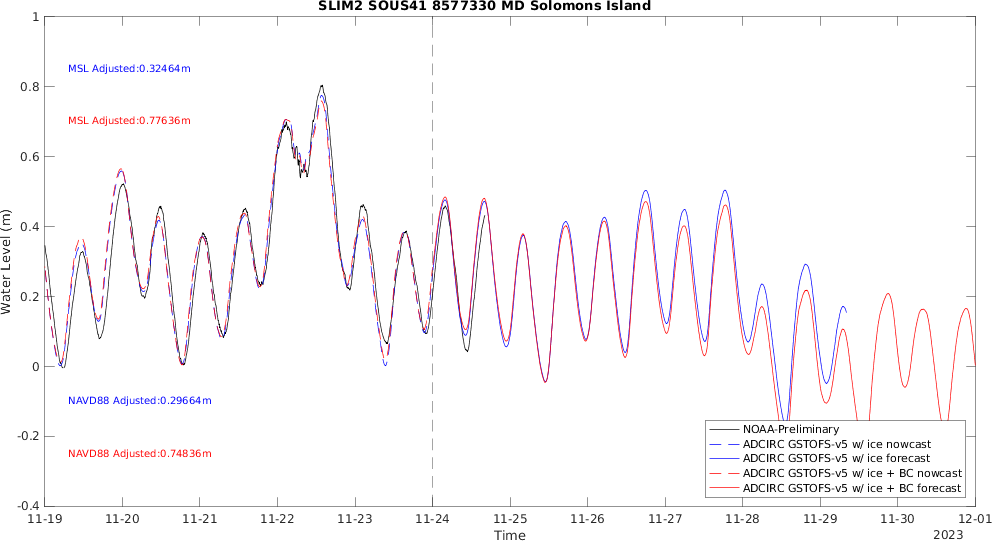 SLIM2 SOUS41 8577330 MD Solomons Island
1
0.8
0.6
0.4
0.2
0
-0.2
-0.4
Water Level (m)
MSL Adjusted:0.32464m
MSL Adjusted:0.77636m
NAVD88 Adjusted:0.29664m
NAVD88 Adjusted:0.74836m
NOAA-Preliminary
ADCIRC GSTOFS-v5 w/ ice nowcast
ADCIRC GSTOFS-v5 w/ ice forecast
ADCIRC GSTOFS-v5 w/ ice + BC nowcast
ADCIRC GSTOFS-v5 w/ ice + BC forecast
11-19 11-20 11-21 11-22 11-23 11-24 11-25 11-26 11-27 11-28 11-29 11-30 12-01
Time
2023